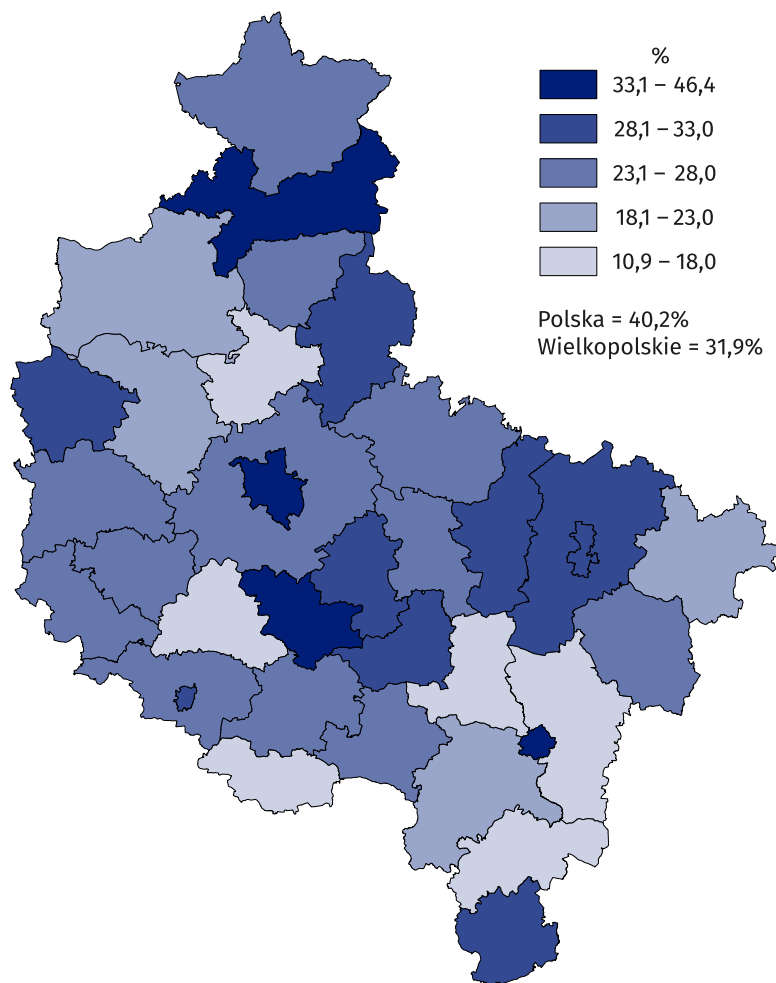 %
33,1 – 46,4
28,1 – 33,0
23,1 – 28,0
18,1 – 23,0
10,9 – 18,0
Polska = 40,2%
Wielkopolskie = 31,9%